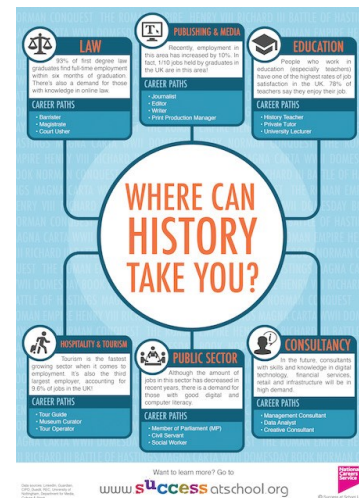 LAW
93% of first degree law
graduates find full-time employment
within six months of graduation.
There's also a demand for those
with knowledge in online law.
CAREER PATHS
• Barrister
• Magistrate
• Court Usher
PUBLISHING & MEDIA
Recently, employment in
this area has increased by 10%. In
fact, 1/10 jobs held by graduates in
the UK are in this area!
CAREER PATHS
• Journalist
• Editor
• Writer
• Print Production Manager
EDUCATION
People who work in
education (especially teachers)
have one of the highest rates of job
satisfaction in the UK. 78% of
teachers say they enjoy their job.
CAREER PATHS
• History Teacher
• Private Tutor
• University Lecturer
WHERE CAN
HISTORY
TAKE YOU?
HOSPITALITY & TOURISM
Tourism is the fastest
growing sector when it comes to
employment. It's also the third
largest employer, accounting for
9.6% of jobs in the UK!
CAREER PATHS
• Tour Guide
• Museum Curator
• Tour Operator
PUBLIC SECTOR
Although the amount of
jobs in this sector has decreased in
recent years, there is a demand for
those with good digital and
computer literacy.
CAREER PATHS
• Member of Parliament (MP)
• Civil Servant
• Social Worker
CONSULTANCY
In the future, consultants
with skills and knowledge in digital
technology, financial services,
retail and infrastructure will be in
high demand.
CAREER PATHS
• Management Consultant
• Data Analyst
• Creative Consultant
Want to learn more? Go to
www.successatschool.org
National
Careers
Service